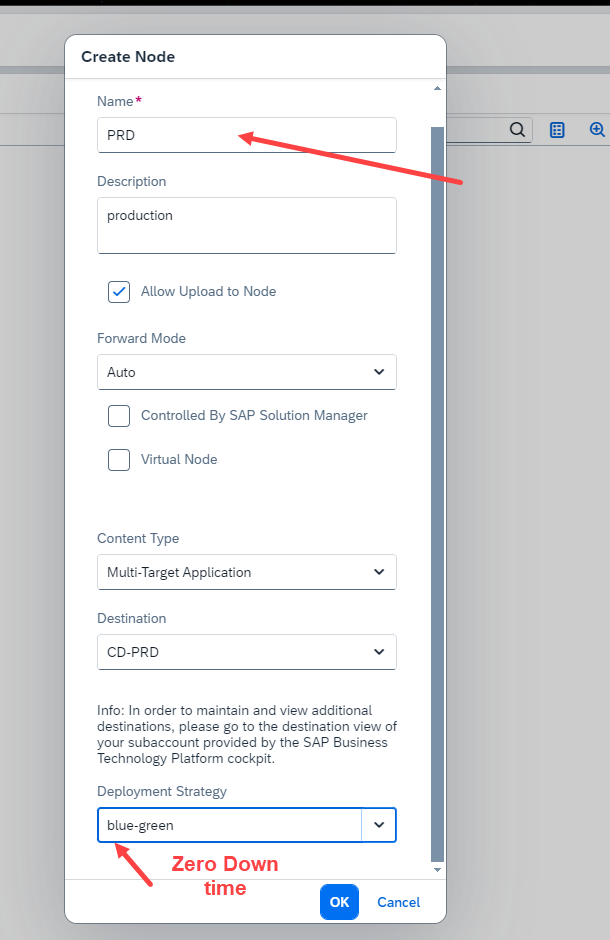 Create Node
Name*
PRD
Description
production
Allow Upload to Node
Forward Mode
Auto
Controlled By SAP Solution Manager
Virtual Node
Content Type
Multi-Target Application
Destination
CD-PRD
Info: In order to maintain and view additional
destinations, please go to the destination view of
your subaccount provided by the SAP Business
Technology Platform cockpit.
Deployment Strategy
blue-green
Zero Down
time
OK
Cancel